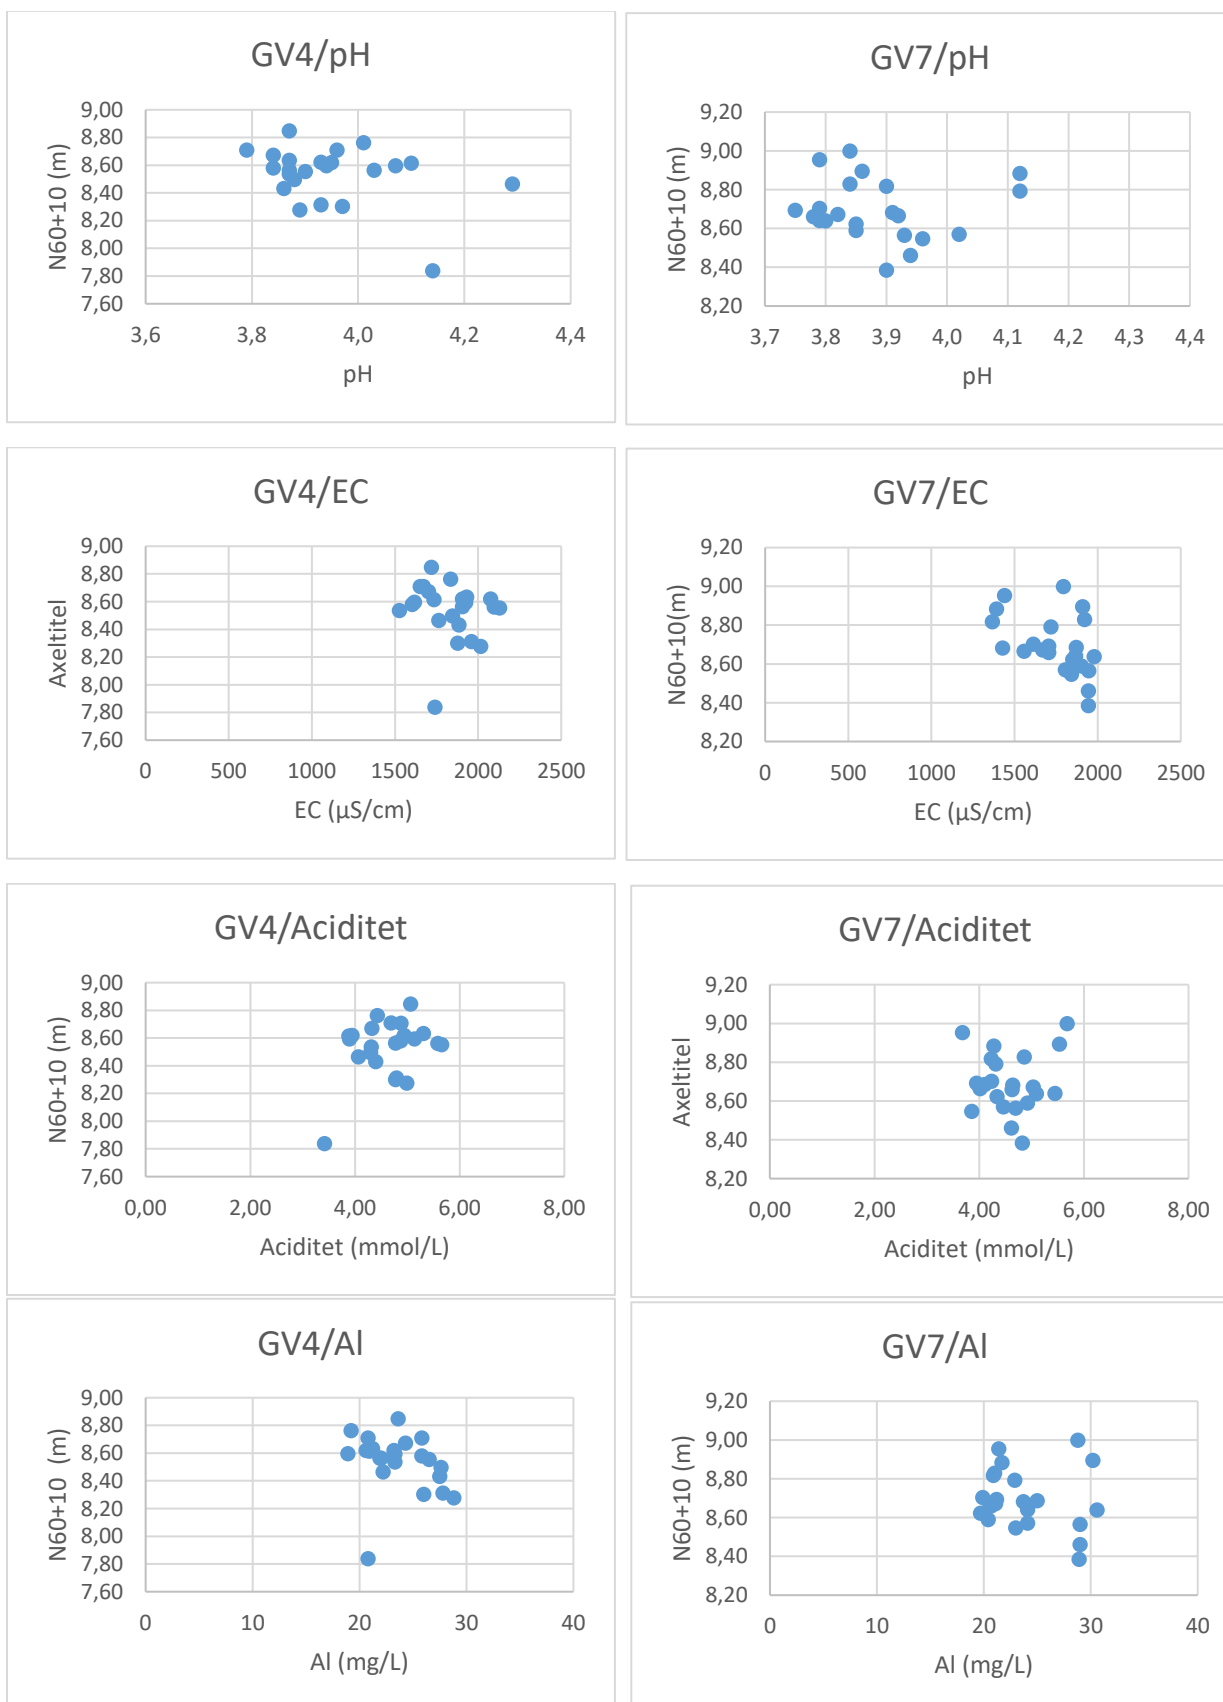 GV4/pH
N60+10 (m)
9,00
8,80
8,60
8,40
8,20
8,00
7,80
7,60
3,6 3,8 4,0 4,2 4,4
pH
GV7/pH
N60+10 (m)
9,20
9,00
8,80
8,60
8,40
8,20
3,7 3,8 3,9 4,0 4,1 4,2 4,3 4,4
pH
GV4/EC
Axeltitel
9,00
8,80
8,60
8,40
8,20
8,00
7,80
7,60
0 500 1000 1500 2000 2500
EC (µS/cm)
GV7/EC
N60+10(m)
9,20
9,00
8,80
8,60
8,40
8,20
0 500 1000 1500 2000 2500
EC (µS/cm)
GV4/Aciditet
N60+10 (m)
9,00
8,80
8,60
8,40
8,20
8,00
7,80
7,60
0,00 2,00 4,00 6,00 8,00
Aciditet (mmol/L)
GV7/Aciditet
Axeltitel
9,20
9,00
8,80
8,60
8,40
8,20
0,00 2,00 4,00 6,00 8,00
Aciditet (mmol/L)
GV4/Al
N60+10 (m)
9,00
8,80
8,60
8,40
8,20
8,00
7,80
7,60
0 10 20 30 40
Al (mg/L)
GV7/Al
N60+10 (m)
9,20
9,00
8,80
8,60
8,40
8,20
0 10 20 30 40
Al (mg/L)